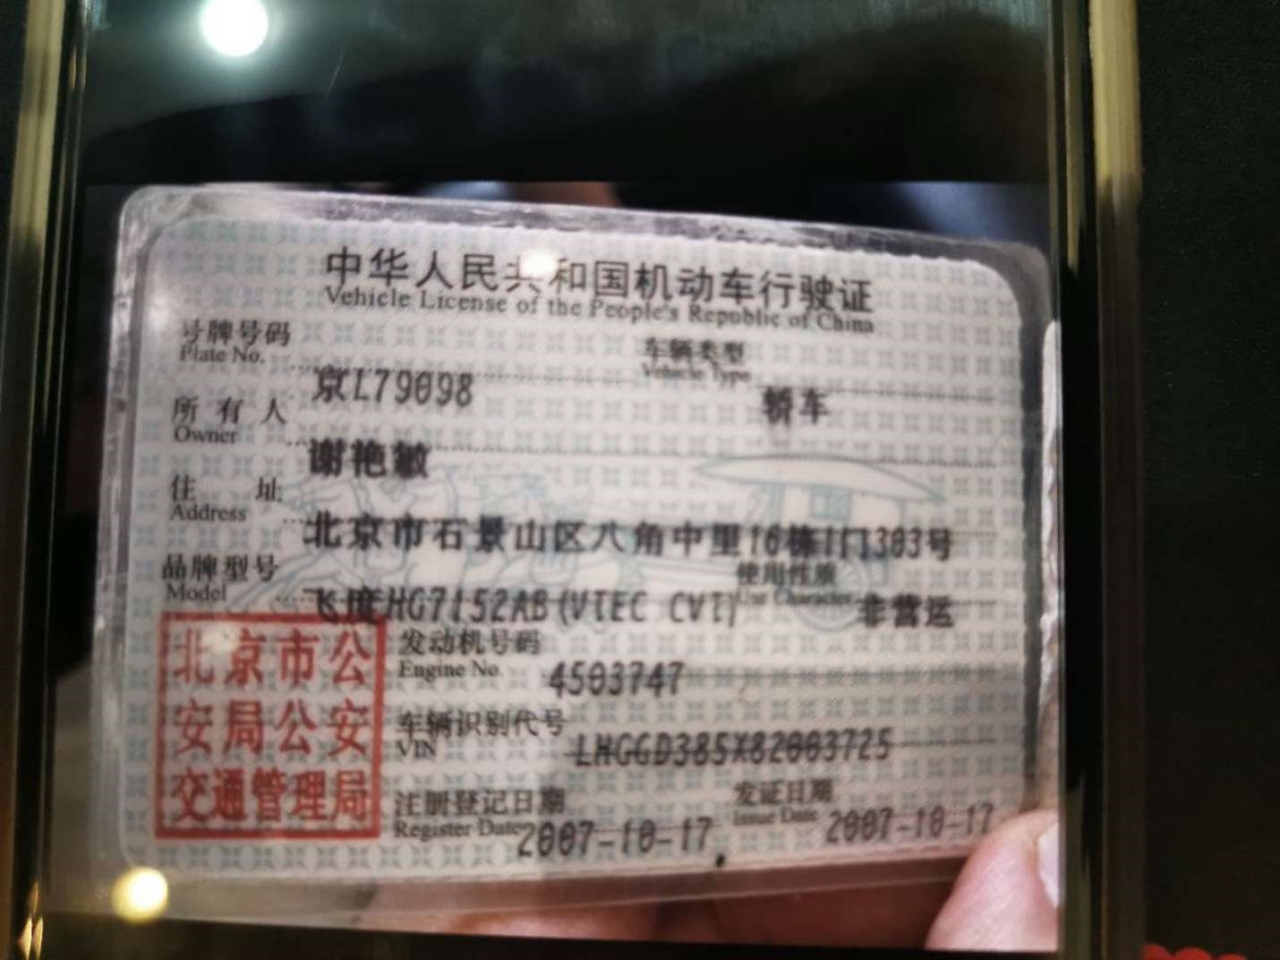 中华人民共和国机动车行驶证
Vehicle License of the People's Republic of China
号牌号码
Plate No.
京L79098
车辆类型
Vehicle Type
轿车
所有人
Owner
谢艳敏
住址
Address
北京市石景山区八角中里16栋1门1303号
品牌型号
Model
飞度HG7152AB(VTEC CVT)
使用性质
Use Character
非营运
北京市公
安局公安
交通管理局
发动机号码
Engine No.
4503747
车辆识别代号
VIN
LHGGD385X82003725
注册登记日期
Register Date
2007-10-17
发证日期
Issue Date
2007-10-17